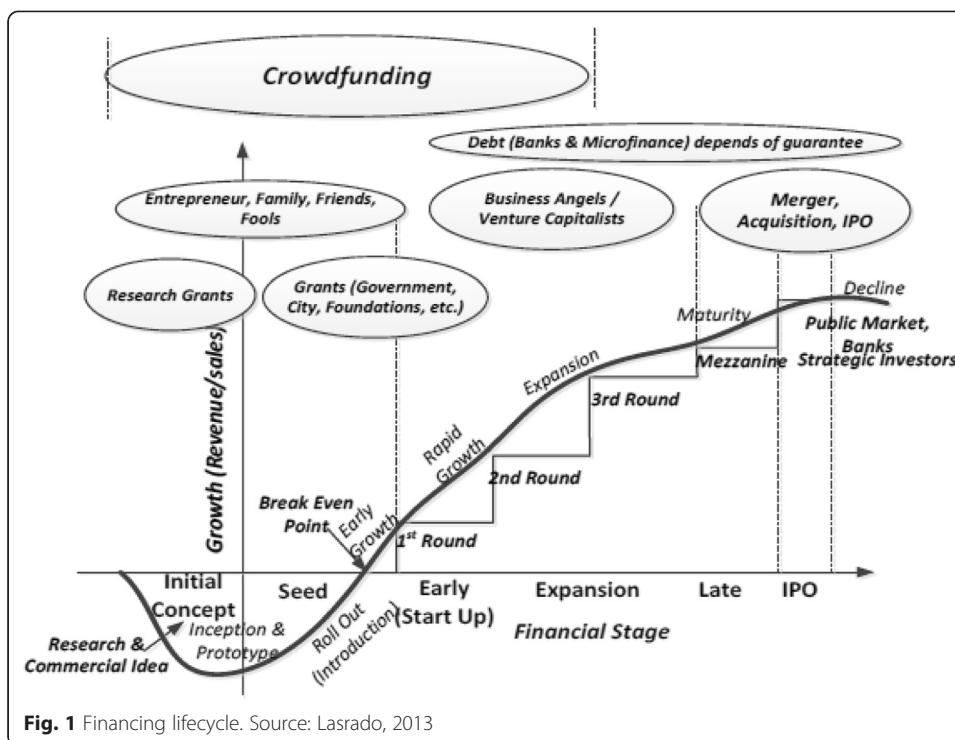 Crowdfunding
Debt (Banks & Microfinance) depends of guarantee
Entrepreneur, Family, Friends,
Fools
Business Angels /
Venture Capitalists
Merger,
Acquisition, IPO
Research Grants
Grants (Government,
City, Foundations, etc.)
Growth (Revenue/sales)
Decline
Maturity
Public Market,
Banks
Strategic Investors
Mezzanine
Expansion
3rd Round
Rapid
Growth
2nd Round
Break Even
Point
Early
Growth
1st Round
Initial
Concept
Seed
Early
(Start Up)
Expansion
Late
IPO
Financial Stage
Research &
Commercial Idea
Inception &
Prototype
Roll Out
(Introduction)
Fig. 1 Financing lifecycle. Source: Lasrado, 2013